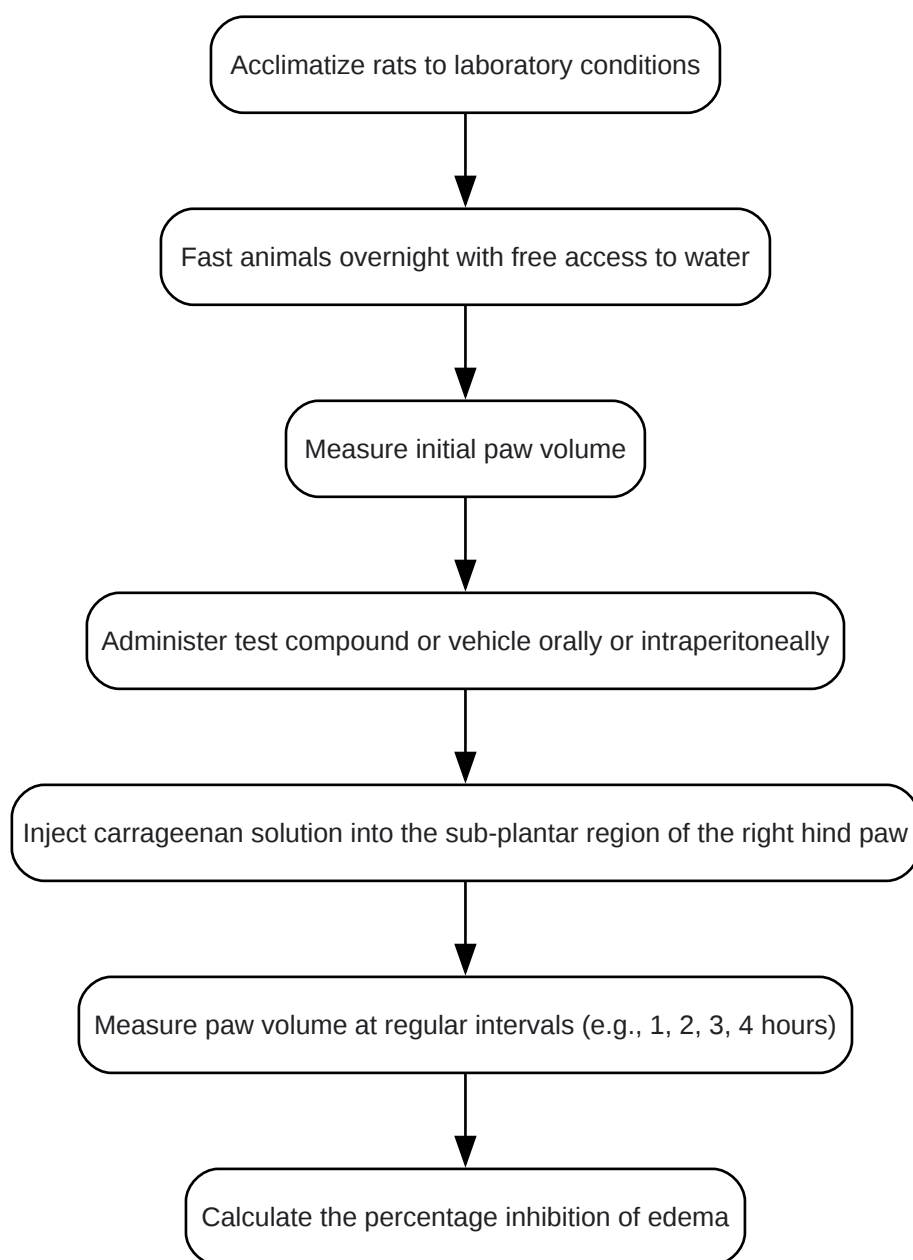 Acclimatize rats to laboratory conditions
Fast animals overnight with free access to water
Measure initial paw volume
Administer test compound or vehicle orally or intraperitoneally
Inject carrageenan solution into the sub-plantar region of the right hind paw
Measure paw volume at regular intervals (e.g., 1, 2, 3, 4 hours)
Calculate the percentage inhibition of edema